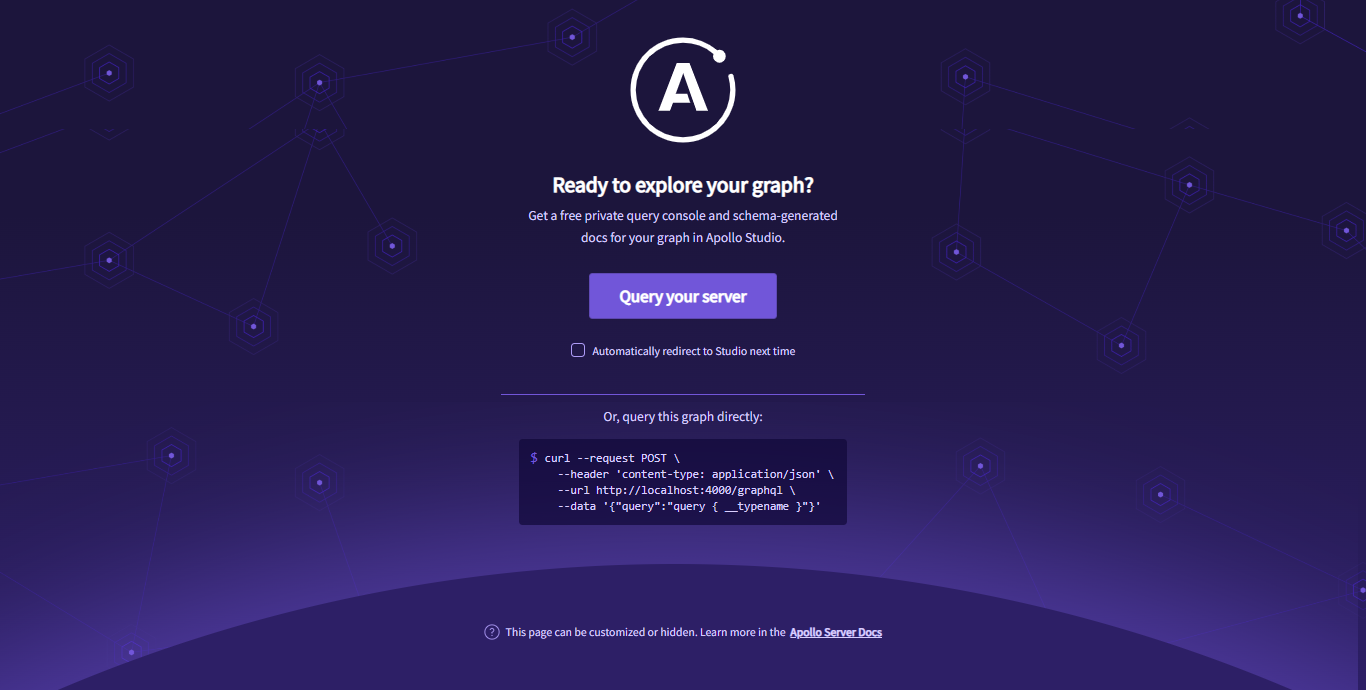 A
Ready to explore your graph?
Get a free private query console and schema-generated
docs for your graph in Apollo Studio.
Query your server
Automatically redirect to Studio next time
Or, query this graph directly:
$ curl --request POST \
--header 'content-type: application/json' \
--url http://localhost:4000/graphql \
--data '{"query":"query { __typename }"}'
? This page can be customized or hidden. Learn more in the Apollo Server Docs